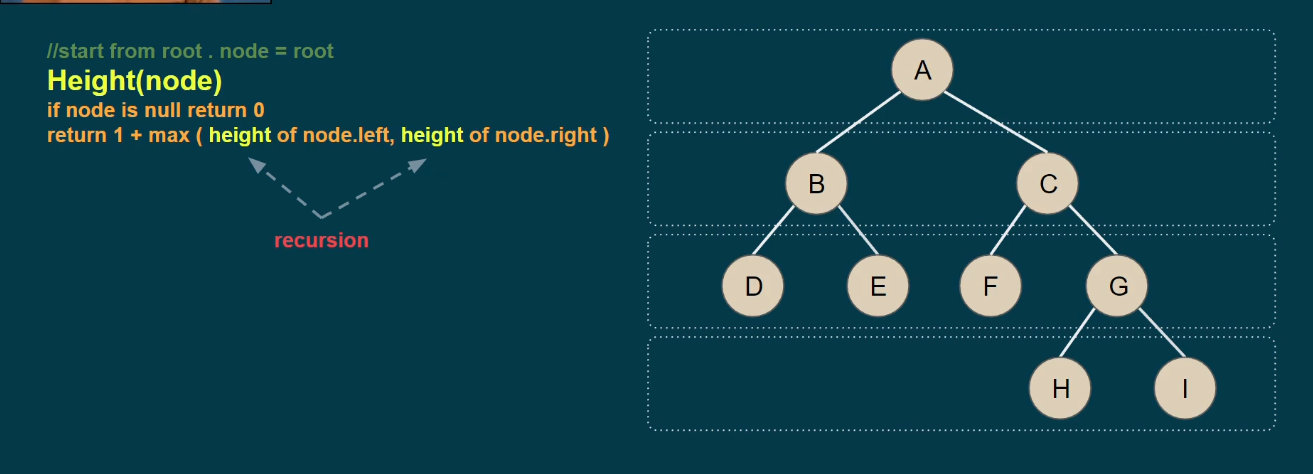 //start from root . node = root
Height(node)
if node is null return 0
return 1 + max ( height of node.left, height of node.right )
recursion
A
B
C
D
E
F
G
H
I